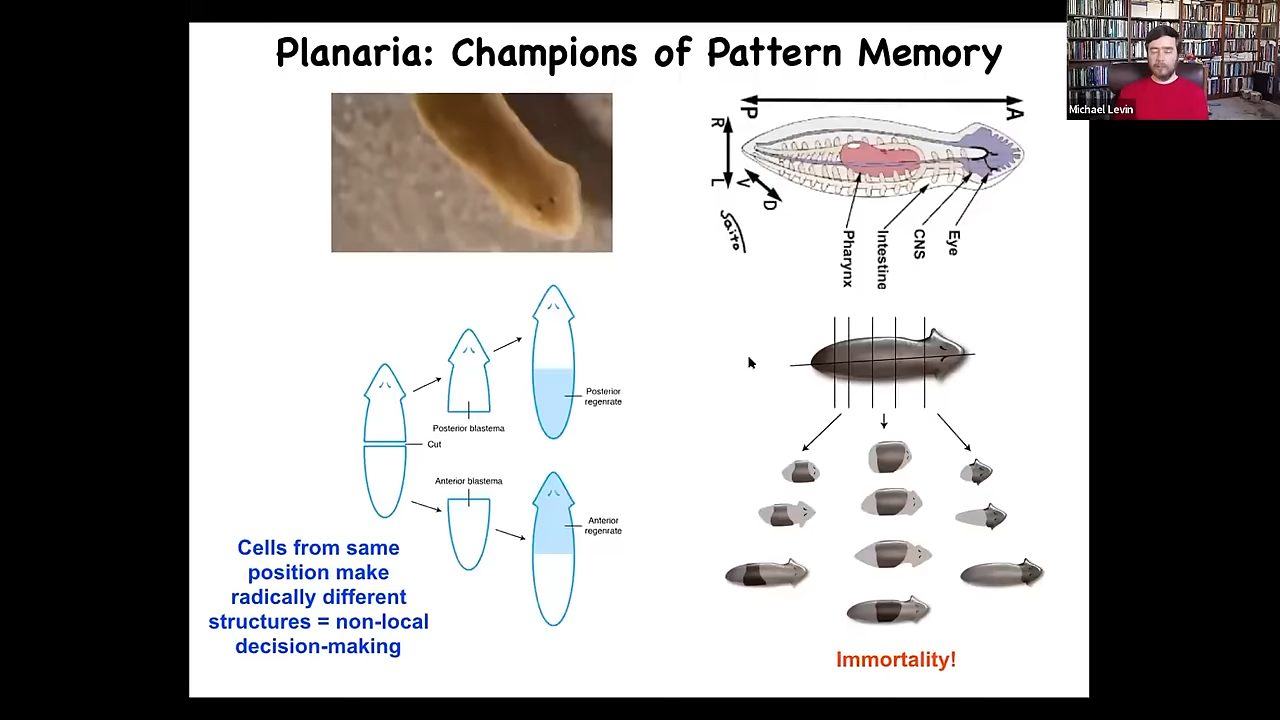 Planaria: Champions of Pattern Memory
Michael Levin
P
A
R
L
V
D
Saito
Pharynx
Intestine
CNS
Eye
Posterior
regenrate
Posterior blastema
Cut
Anterior blastema
Anterior
regenrate
Cells from same
position make
radically different
structures = non-local
decision-making
Immortality!